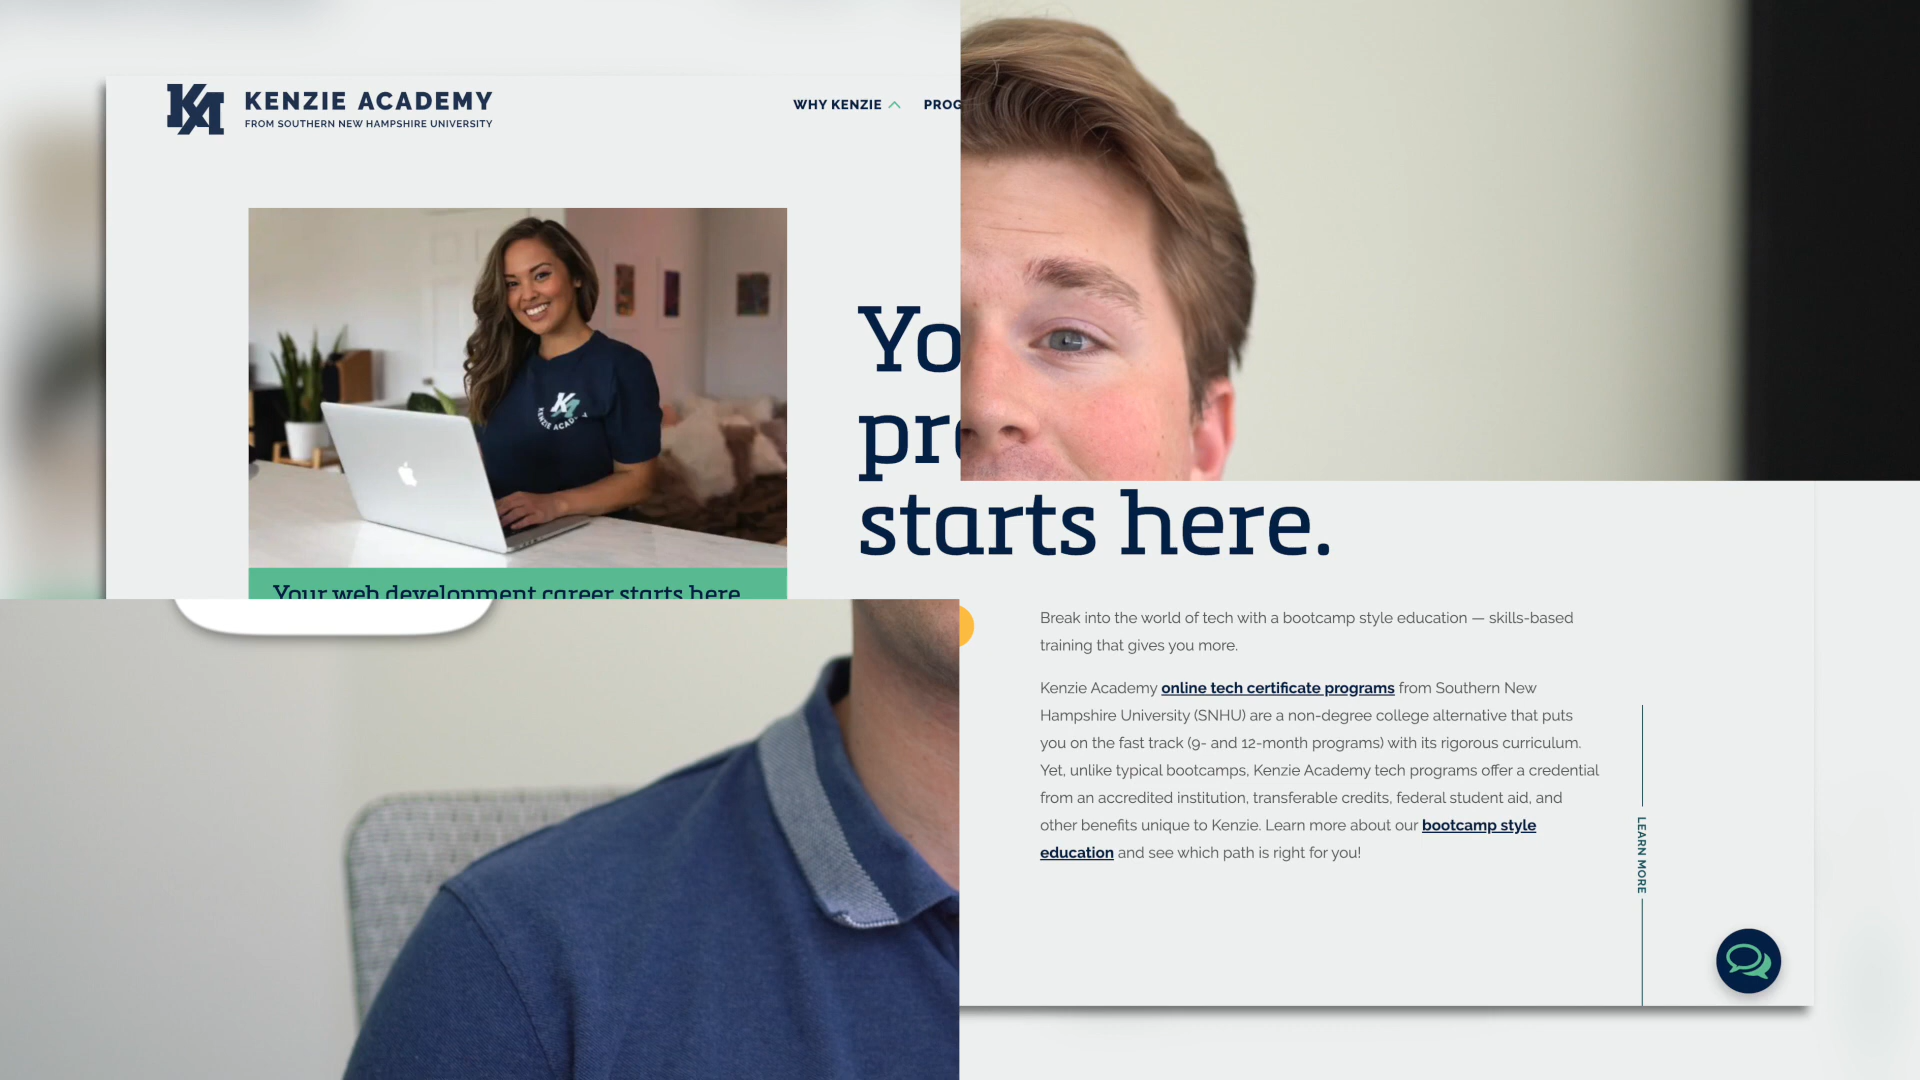 KENZIE ACADEMY
FROM SOUTHERN NEW HAMPSHIRE UNIVERSITY
WHY KENZIE
PROG
KA
KENZIE ACAD
Yo
pr
starts here.
Your web development career starts here
Break into the world of tech with a bootcamp style education — skills-based
training that gives you more.
Kenzie Academy online tech certificate programs from Southern New
Hampshire University (SNHU) are a non-degree college alternative that puts
you on the fast track (9- and 12-month programs) with its rigorous curriculum.
Yet, unlike typical bootcamps, Kenzie Academy tech programs offer a credential
from an accredited institution, transferable credits, federal student aid, and
other benefits unique to Kenzie. Learn more about our bootcamp style
education and see which path is right for you!
LEARN MORE